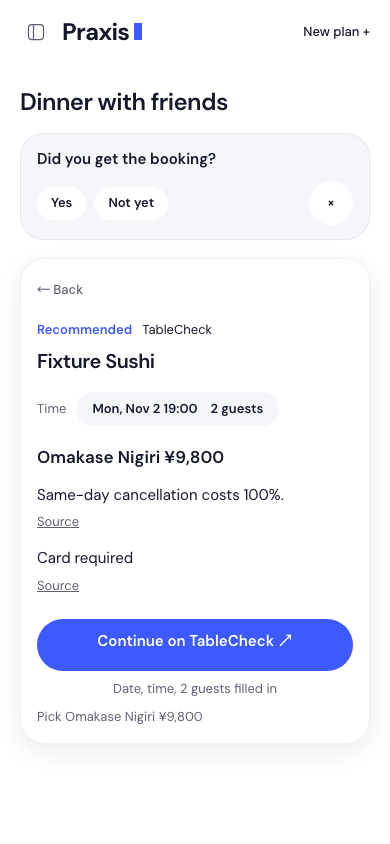 Praxis
New plan +
Dinner with friends
Did you get the booking?
Yes
Not yet
×
← Back
Recommended TableCheck
Fixture Sushi
Time Mon, Nov 2 19:00 2 guests
Omakase Nigiri ¥9,800
Same-day cancellation costs 100%.
Source
Card required
Source
Continue on TableCheck ↗
Date, time, 2 guests filled in
Pick Omakase Nigiri ¥9,800